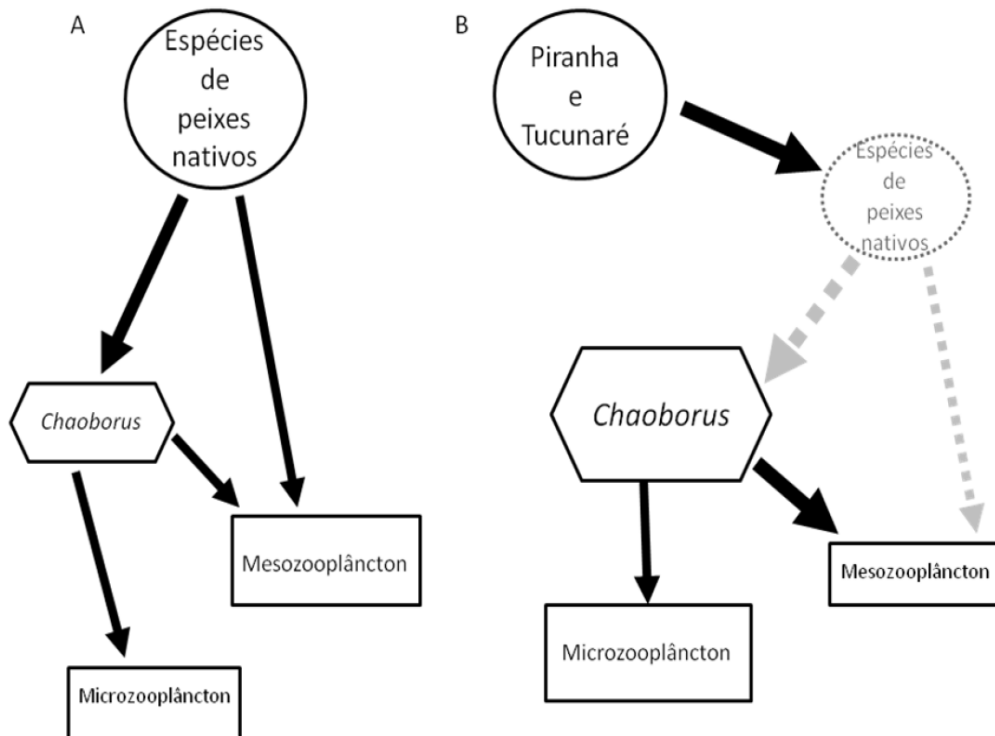 A
Espécies
de
peixes
nativos
Chaoborus
Mesozooplâncton
Microzooplâncton
B
Piranha
e
Tucunaré
Espécies
de
peixes
nativos
Chaoborus
Mesozooplâncton
Microzooplâncton